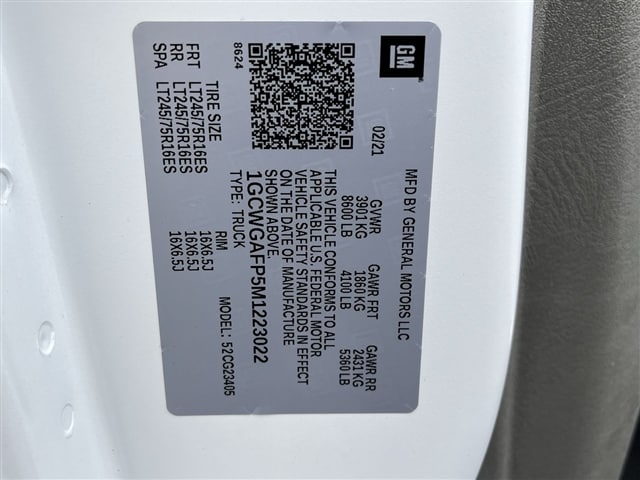 GM
MFD BY GENERAL MOTORS LLC
02/21
GVWR GAWR FRT GAWR RR
3901 KG 1860 KG 2431 KG
8600 LB 4100 LB 5360 LB
THIS VEHICLE CONFORMS TO ALL
APPLICABLE U.S. FEDERAL MOTOR
VEHICLE SAFETY STANDARDS IN EFFECT
ON THE DATE OF MANUFACTURE
SHOWN ABOVE.
1GCWGAFP5M1223022
TYPE: TRUCK
8624 MODEL: 52CG23405
TIRE SIZE RIM
FRT LT245/75R16ES 16X6.5J
RR LT245/75R16ES 16X6.5J
SPA LT245/75R16ES 16X6.5J